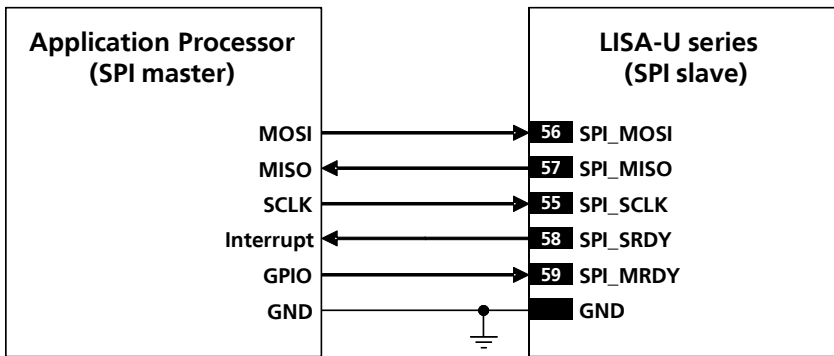 Application Processor
(SPI master)
LISA-U series
(SPI slave)
MOSI 56 SPI_MOSI
MISO 57 SPI_MISO
SCLK 55 SPI_SCLK
Interrupt 58 SPI_SRDY
GPIO 59 SPI_MRDY
GND GND